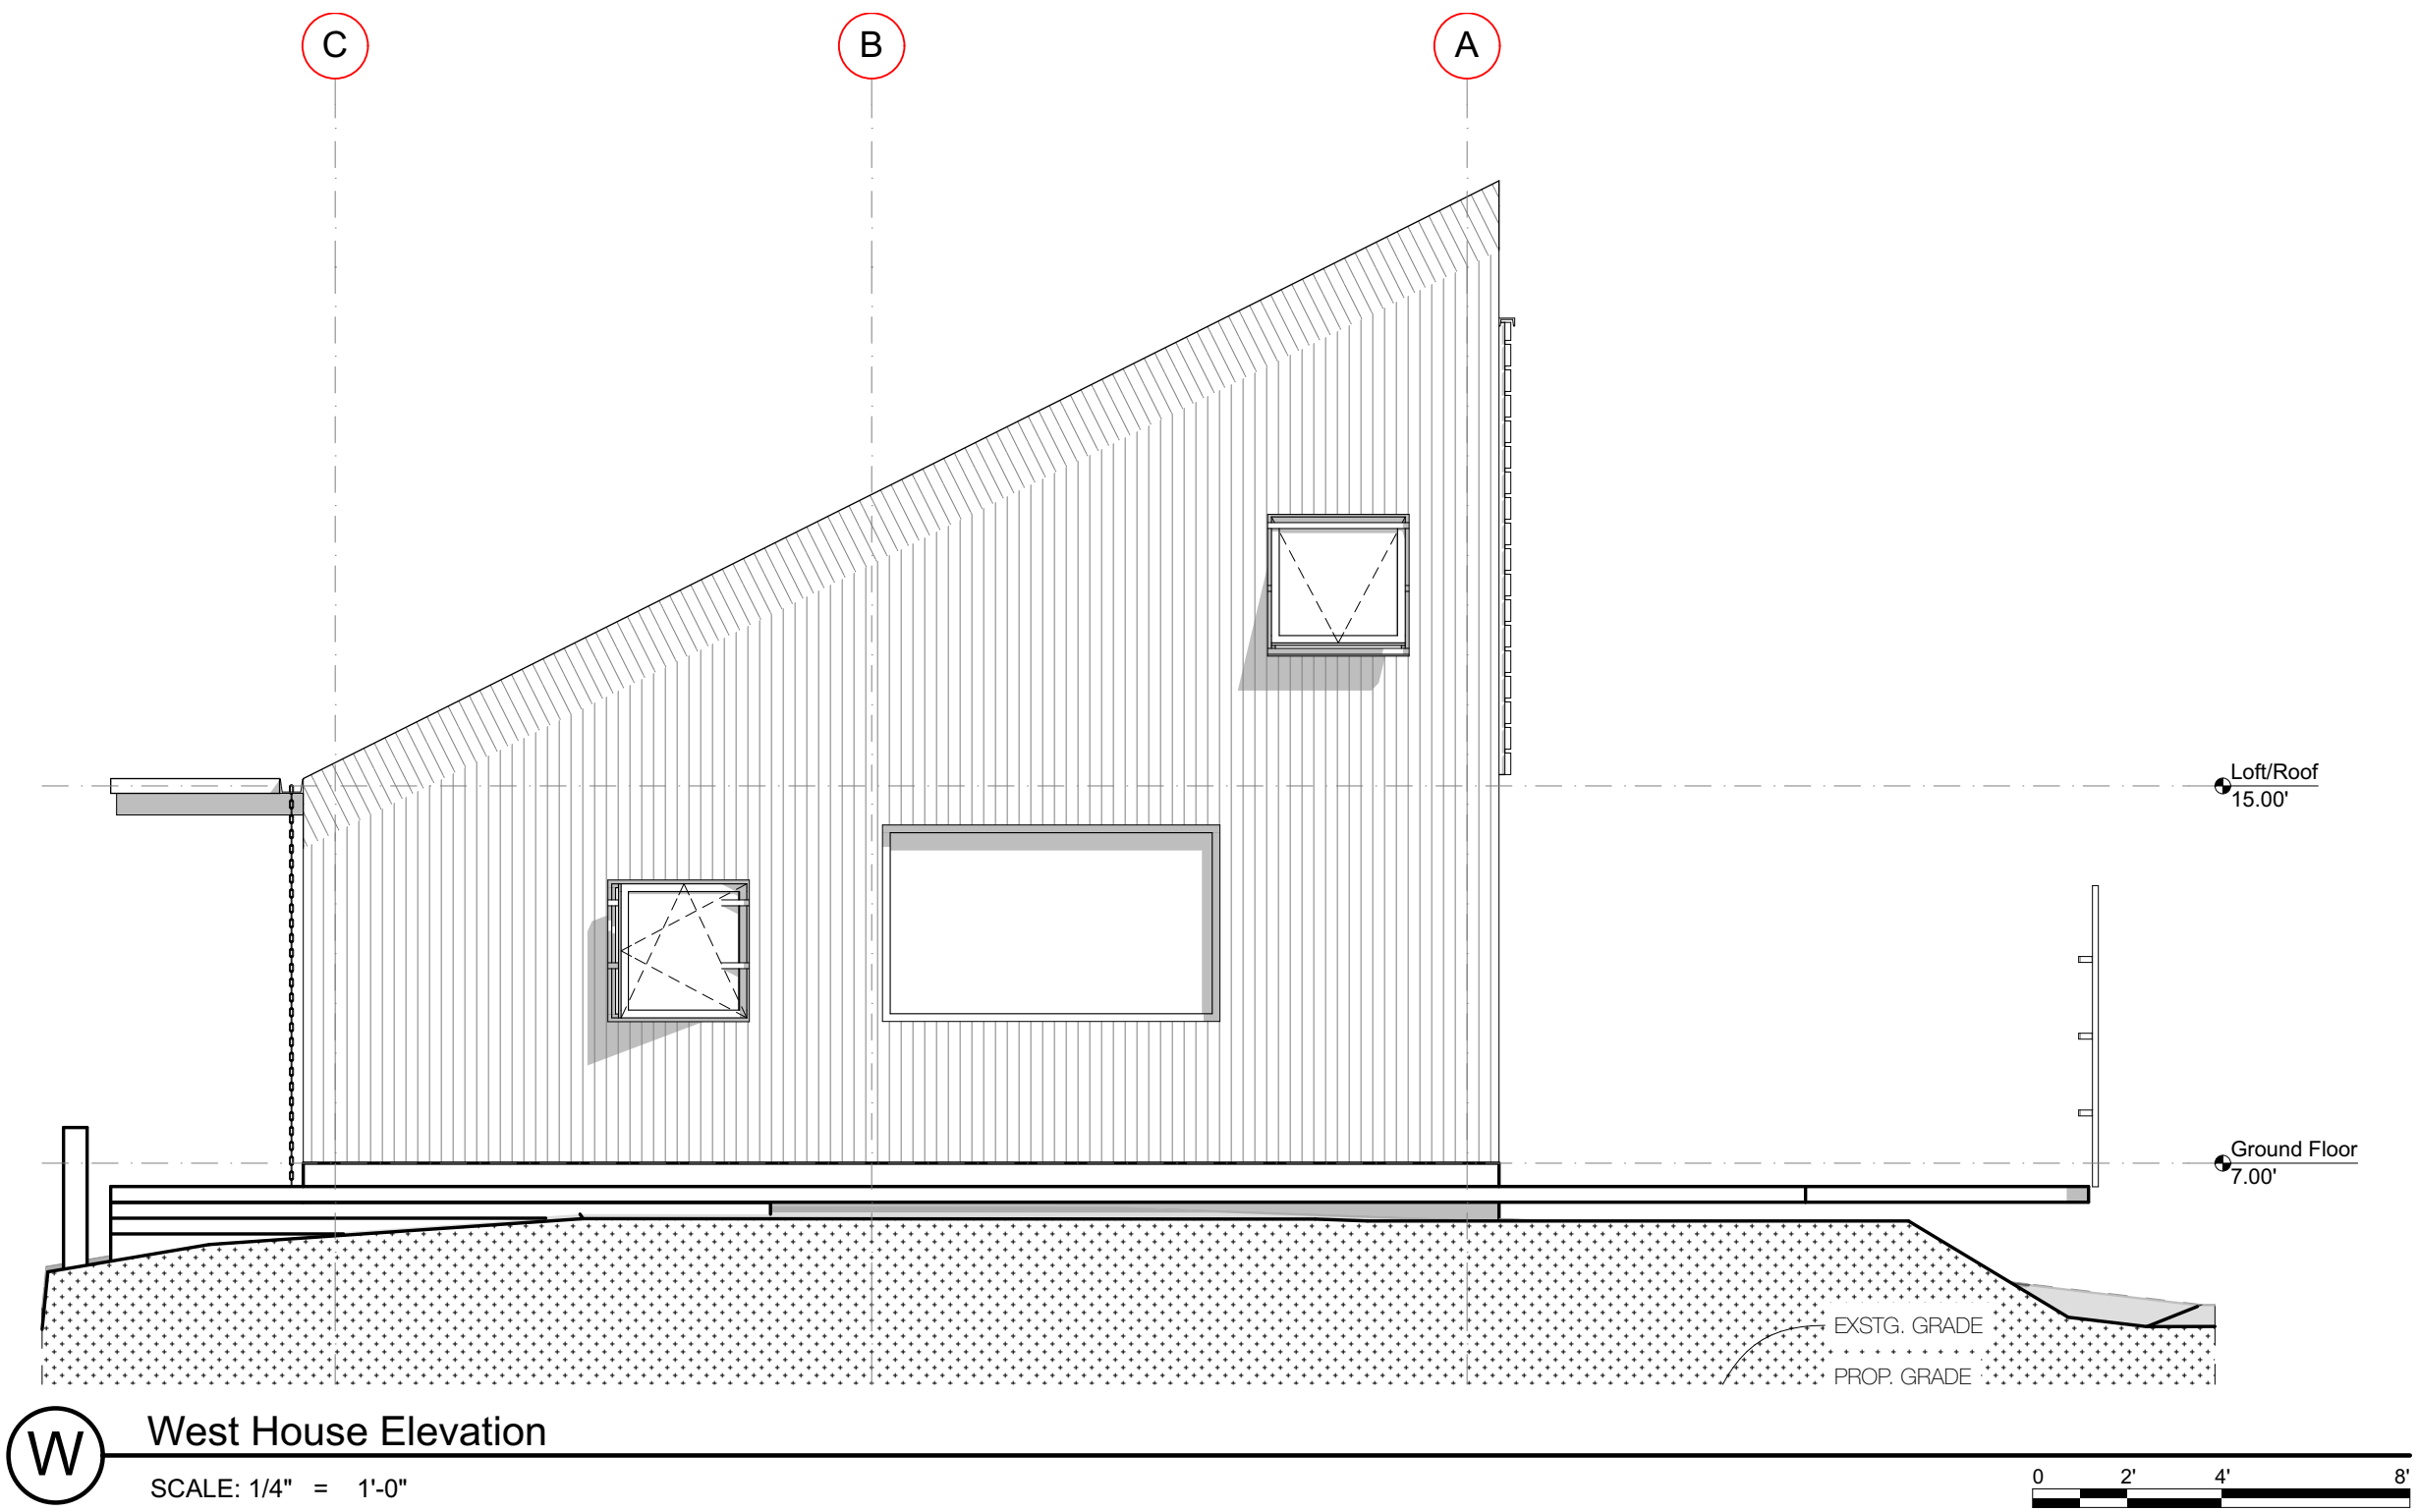 C
B
A
Loft/Roof
15.00'
Ground Floor
7.00'
EXSTG. GRADE
PROP. GRADE
W
West House Elevation
SCALE: 1/4" = 1'-0"
0 2' 4' 8'